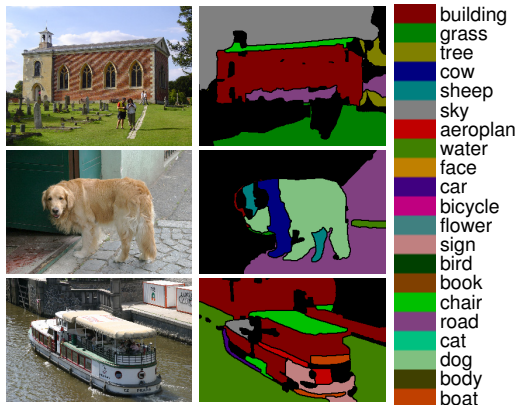 building
grass
tree
cow
sheep
sky
aeroplan
water
face
car
bicycle
flower
sign
bird
book
chair
road
cat
dog
body
boat